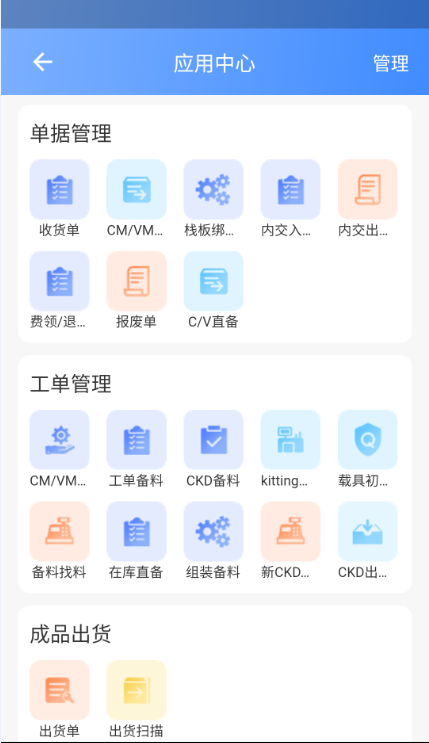 应用中心 管理
单据管理
收货单 CM/VM... 栈板绑... 内交入... 内交出...
费领/退... 报废单 C/V直备
工单管理
CM/VM... 工单备料 CKD备料 kitting... 载具初...
备料找料 在库直备 组装备料 新CKD... CKD出...
成品出货
出货单 出货扫描